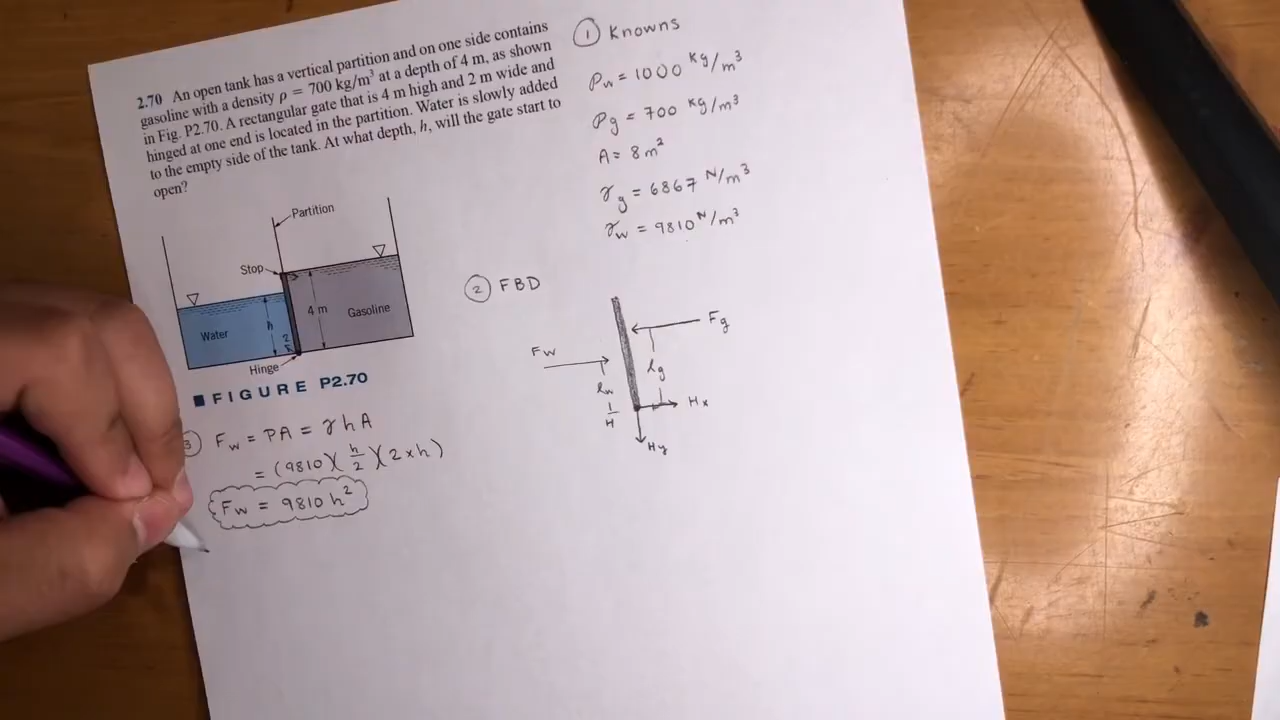 2.70 An open tank has a vertical partition and on one side contains
gasoline with a density ρ = 700 kg/m³ at a depth of 4 m, as shown
in Fig. P2.70. A rectangular gate that is 4 m high and 2 m wide and
hinged at one end is located in the partition. Water is slowly added
to the empty side of the tank. At what depth, h, will the gate start to
open?
Partition
Stop
4 m
h
Water
Gasoline
Hinge
■ FIGURE P2.70
① Knowns
ρw = 1000 kg/m³
ρg = 700 kg/m³
A = 8 m²
γg = 6867 N/m³
γw = 9810 N/m³
② FBD
Fg
Fw
lg
lw
Hx
Hy
③ Fw = PA = γhA
= (9810)(h/2)(2×h)
Fw = 9810 h²